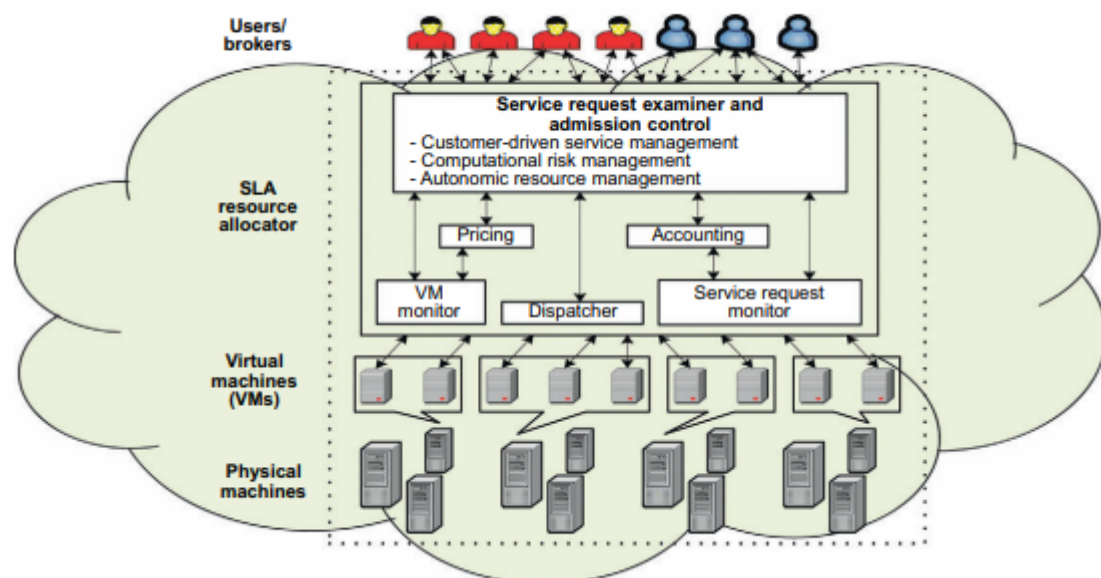 Users/
brokers
Service request examiner and
admission control
- Customer-driven service management
- Computational risk management
- Autonomic resource management
SLA
resource
allocator
Pricing
Accounting
VM
monitor
Dispatcher
Service request
monitor
Virtual
machines
(VMs)
Physical
machines